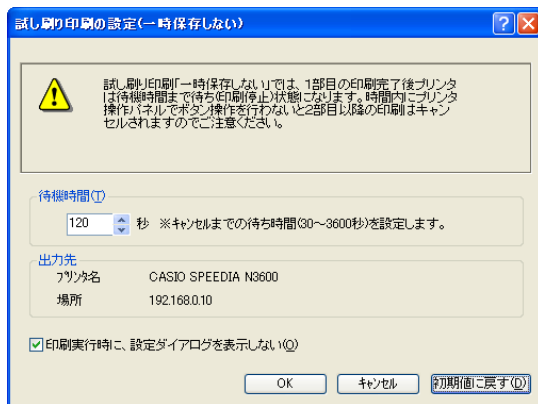 試し刷り印刷の設定(一時保存しない)
試し刷り印刷「一時保存しない」では、1部目の印刷完了後プリンタ
は待機時間まで待ち(印刷停止)状態になります。時間内にプリンタ
操作パネルでボタン操作を行わないと2部目以降の印刷はキャン
セルされますのでご注意ください。
待機時間(T)
120 秒 ※キャンセルまでの待ち時間(30～3600秒)を設定します。
出力先
プリンタ名 CASIO SPEEDIA N3600
場所 192.168.0.10
印刷実行時に、設定ダイアログを表示しない(O)
OK キャンセル 初期値に戻す(D)